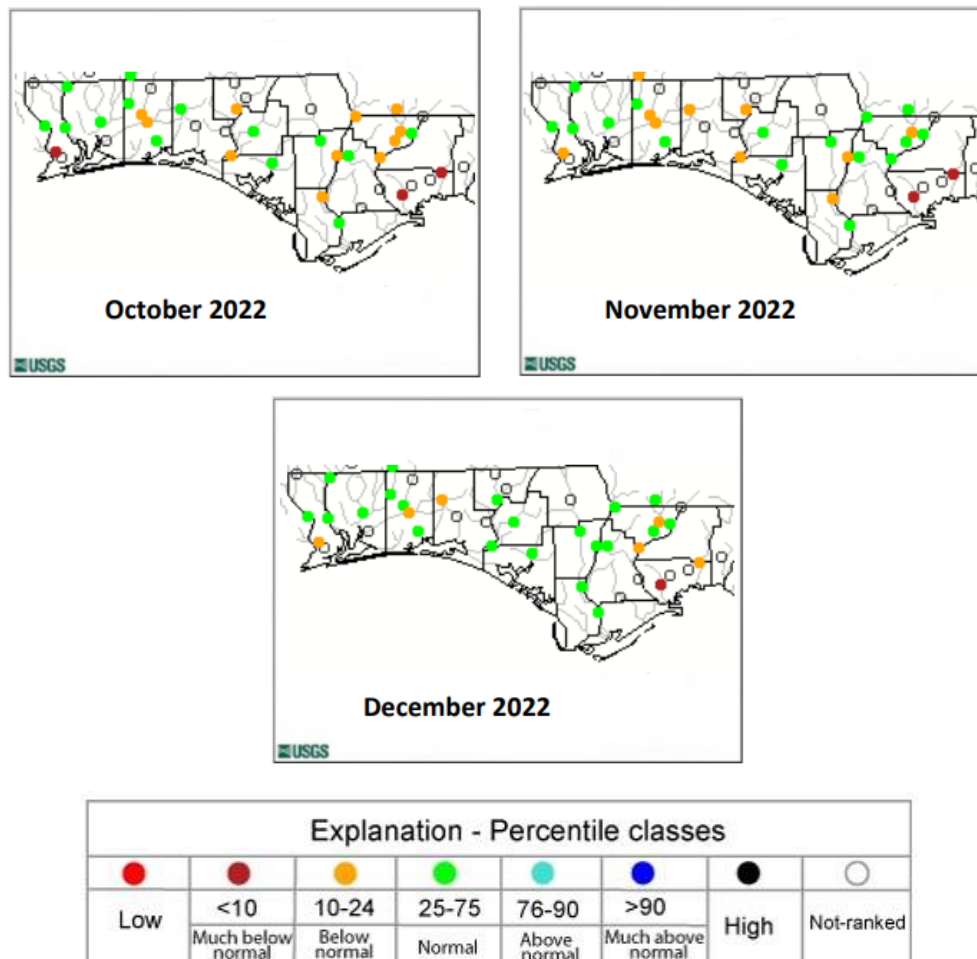 October 2022
November 2022
USGS
USGS
December 2022
USGS
Explanation - Percentile classes
Low
<10
10-24
25-75
76-90
>90
High
Not-ranked
Much below
normal
Below
normal
Normal
Above
normal
Much above
normal